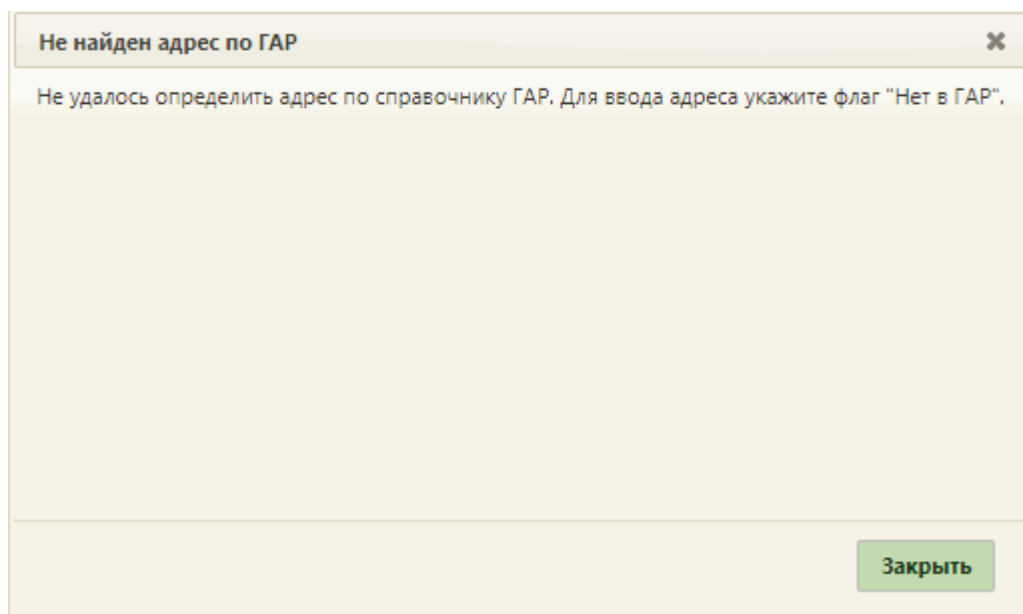 Не найден адрес по ГАР
Не удалось определить адрес по справочнику ГАР. Для ввода адреса укажите флаг "Нет в ГАР".
Закрыть